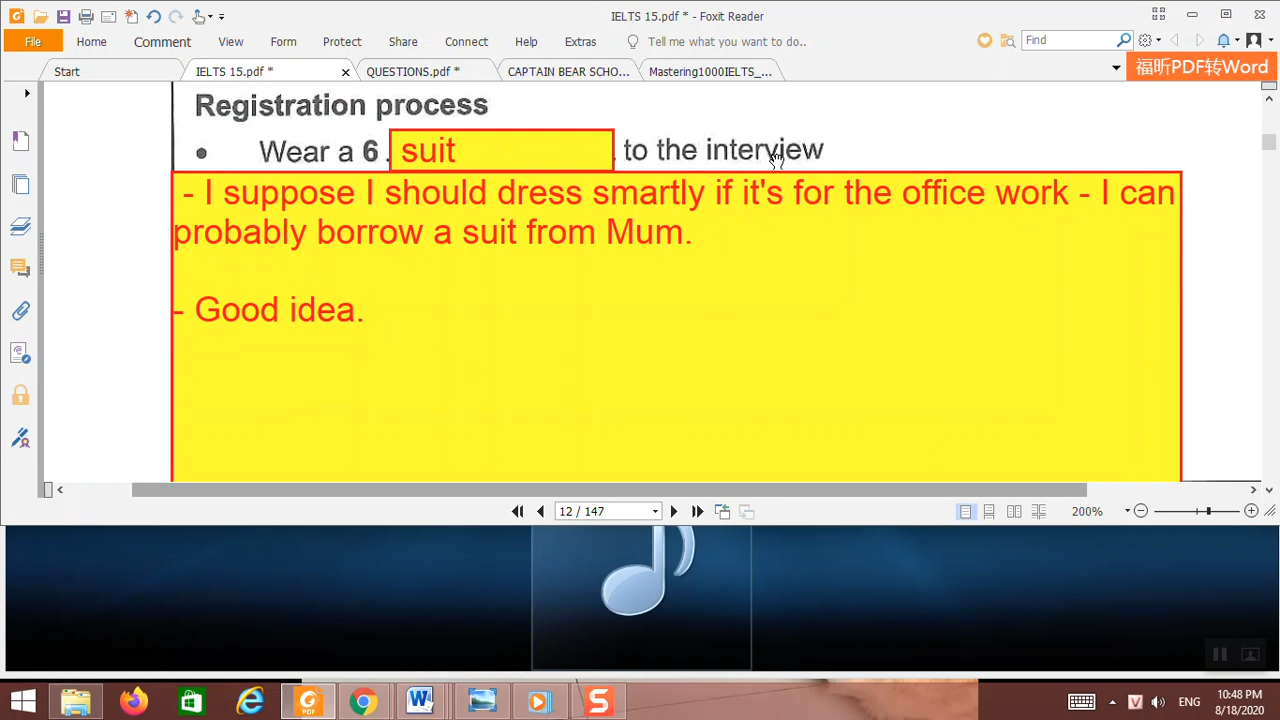 IELTS 15.pdf * - Foxit Reader
File Home Comment View Form Protect Share Connect Help Extras Tell me what you want to do.. Find
Start IELTS 15.pdf * QUESTIONS.pdf * CAPTAIN BEAR SCHO... Mastering1000IELTS_...
福昕PDF转Word
Registration process
• Wear a 6 suit to the interview
- I suppose I should dress smartly if it's for the office work - I can
probably borrow a suit from Mum.
- Good idea.
12 / 147 200%
ENG 10:48 PM
8/18/2020